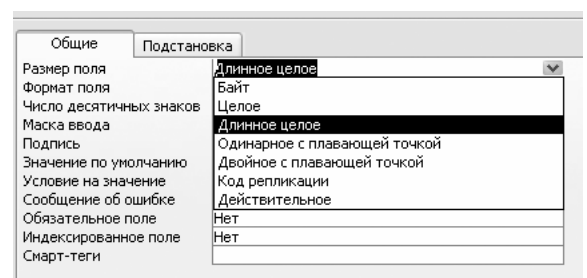 Общие Подстановка
Размер поля Длинное целое
Формат поля Байт
Число десятичных знаков Целое
Маска ввода Длинное целое
Подпись Одинарное с плавающей точкой
Значение по умолчанию Двойное с плавающей точкой
Условие на значение Код репликации
Сообщение об ошибке Действительное
Обязательное поле Нет
Индексированное поле Нет
Смарт-теги